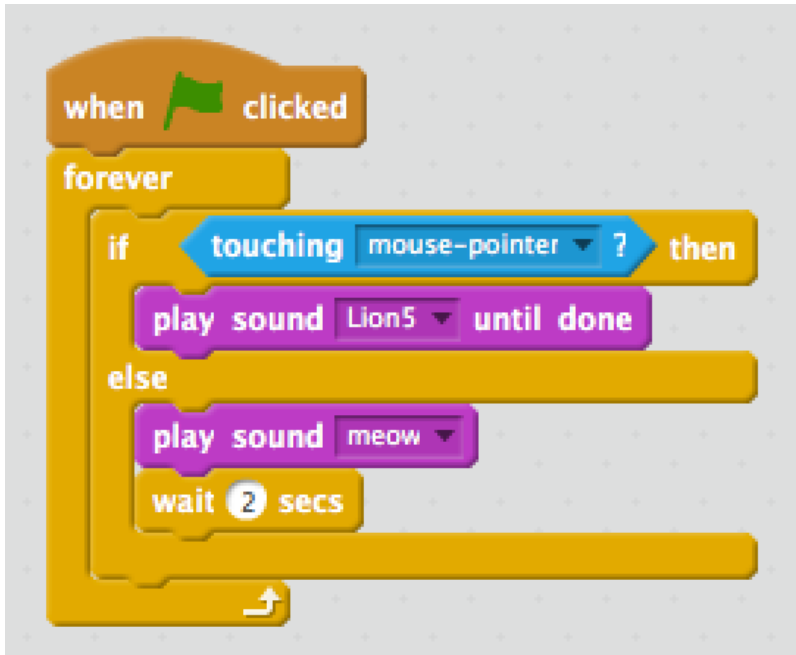 when clicked
forever
if touching mouse-pointer ? then
play sound Lion5 until done
else
play sound meow
wait 2 secs